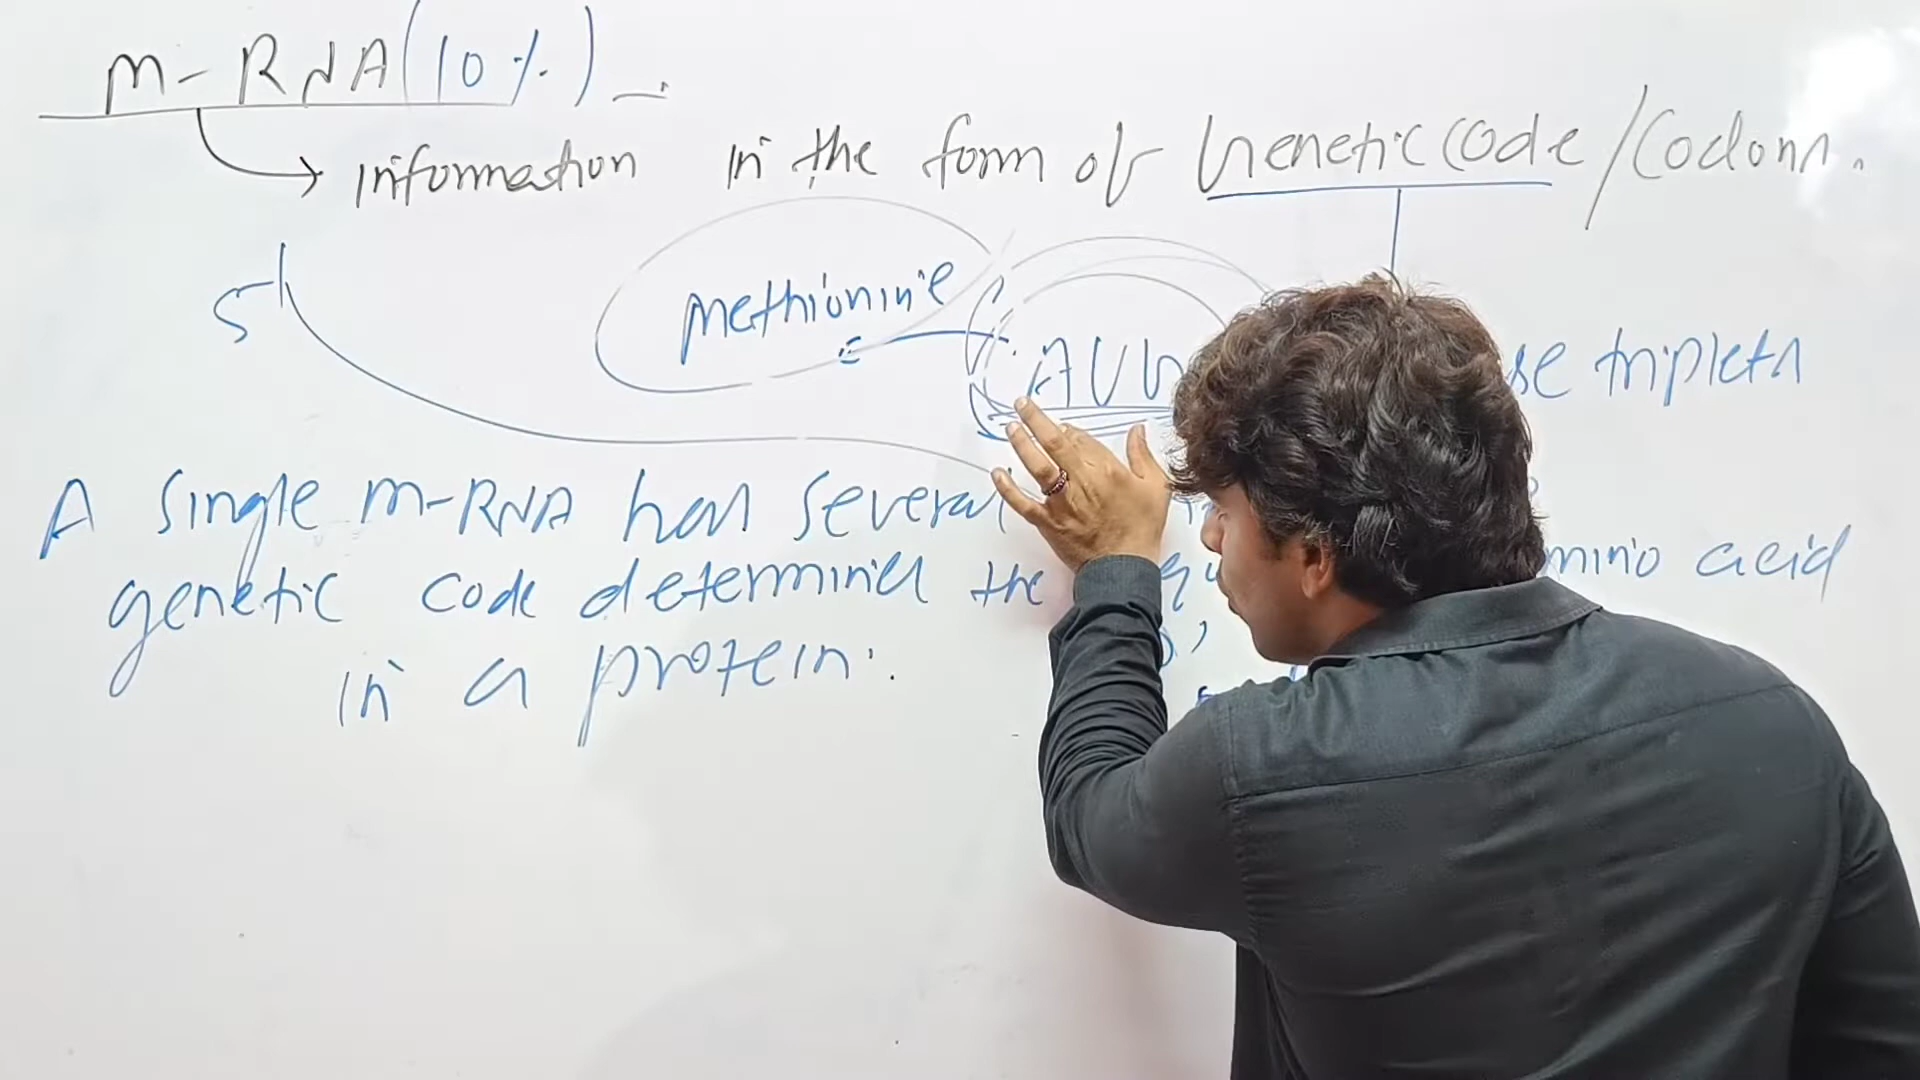 m-RNA (10%) -
Information in the form of Genetic code/Codons.
5'
Methionine
AUG
se triplets
A single m-RNA has several
genetic code determines the mino acid
in a protein.